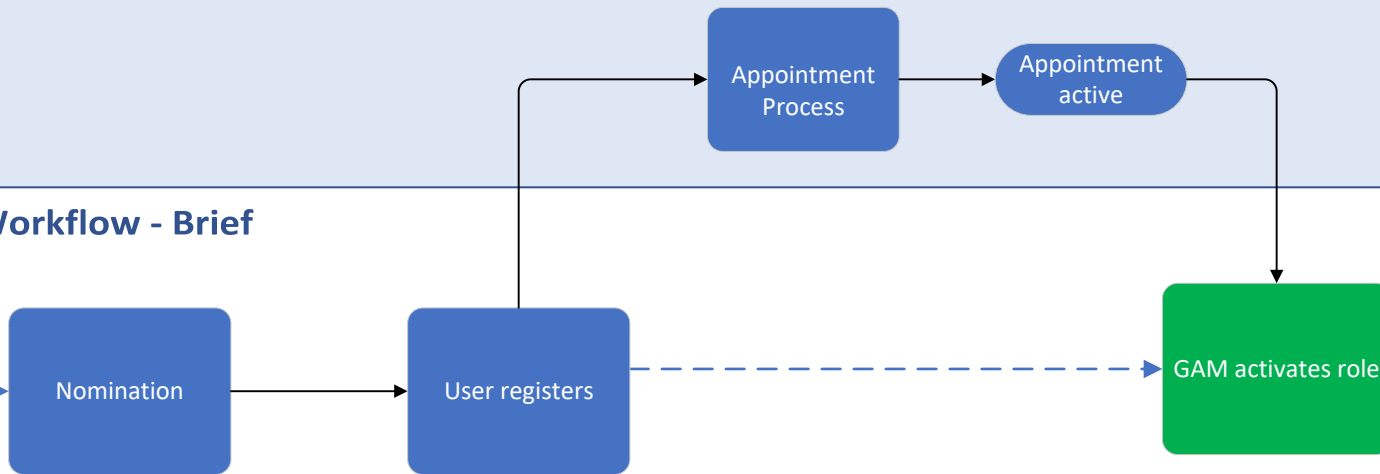 Appointment
Process
Appointment
active
Workflow - Brief
Nomination
User registers
GAM activates role